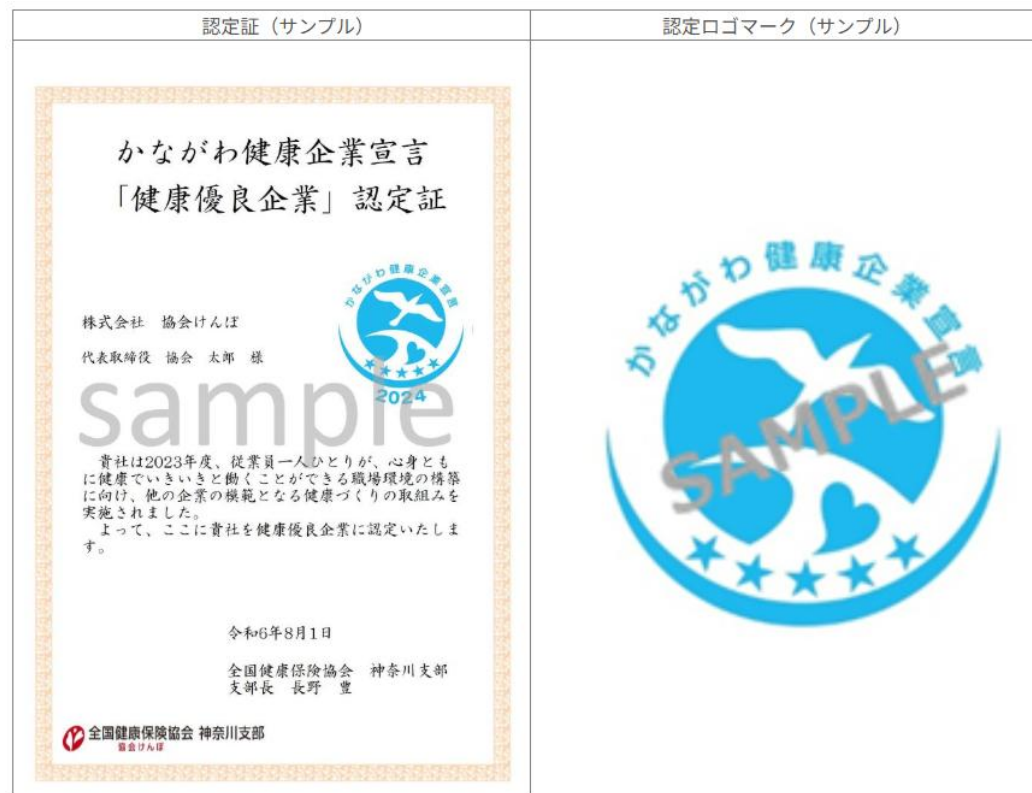 認定証（サンプル）
認定ロゴマーク（サンプル）
かながわ健康企業宣言
「健康優良企業」認定証
かながわ健康企業宣言
2024
株式会社　協会けんぽ
代表取締役　協会　太郎　様
sample
貴社は2023年度、従業員一人ひとりが、心身とも
に健康でいきいきと働くことができる職場環境の構築
に向け、他の企業の模範となる健康づくりの取組みを
実施されました。
よって、ここに貴社を健康優良企業に認定いたしま
す。
令和6年8月1日
全国健康保険協会　神奈川支部
支部長　長野　豊
全国健康保険協会 神奈川支部
協会けんぽ
かながわ健康企業宣言
SAMPLE